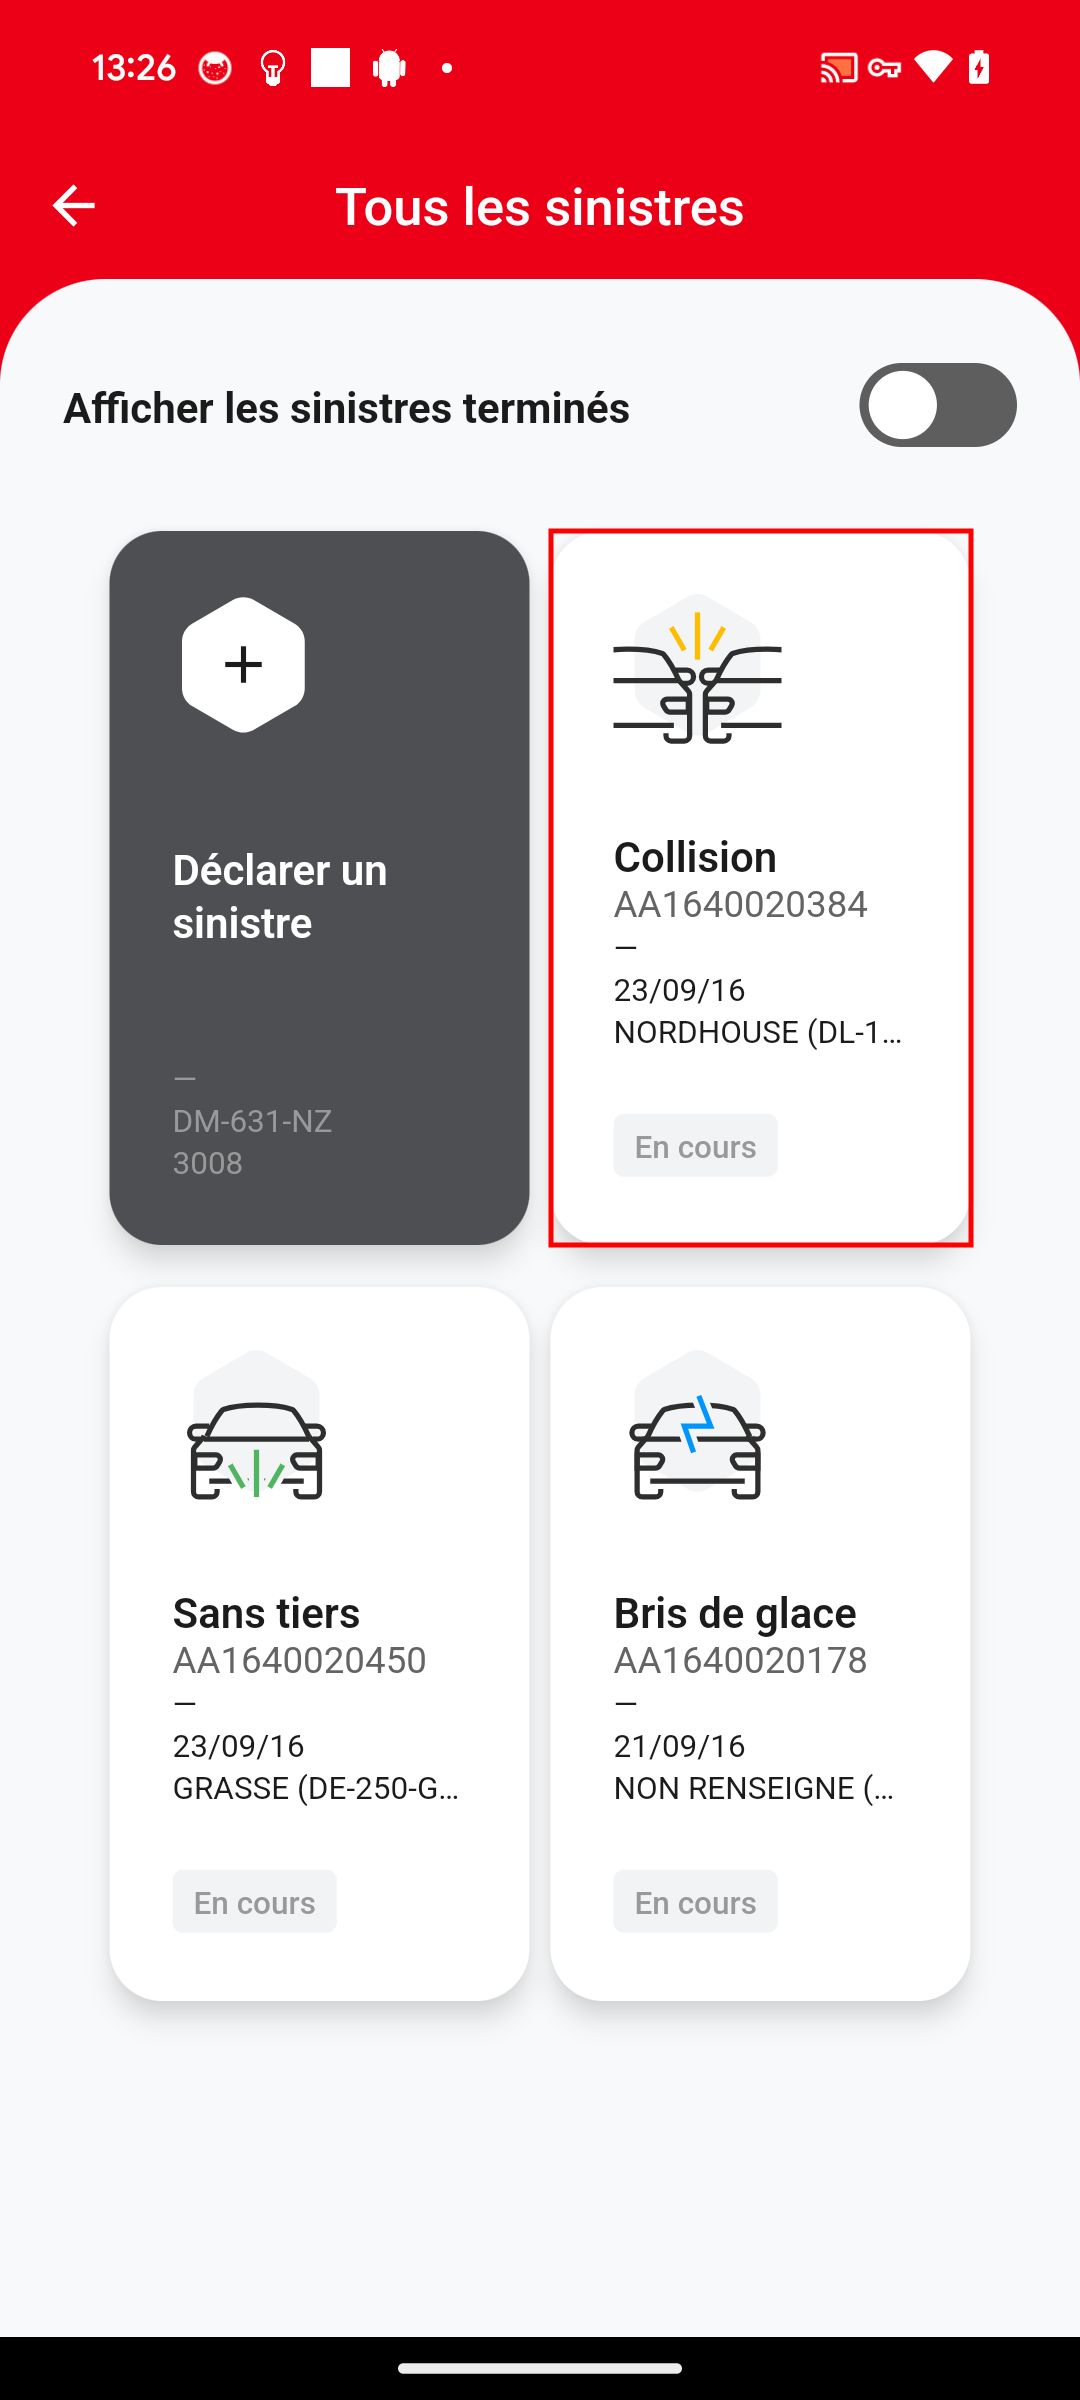 13:26
Tous les sinistres
Afficher les sinistres terminés
Déclarer un
sinistre
—
DM-631-NZ
3008
Collision
AA1640020384
—
23/09/16
NORDHOUSE (DL-1...
En cours
Sans tiers
AA1640020450
—
23/09/16
GRASSE (DE-250-G...
En cours
Bris de glace
AA1640020178
—
21/09/16
NON RENSEIGNE (...
En cours